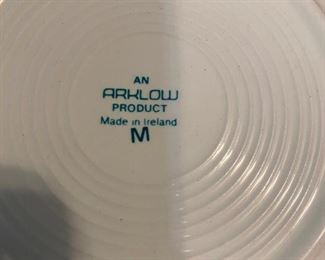 AN
ARKLOW
PRODUCT
Made in Ireland
M